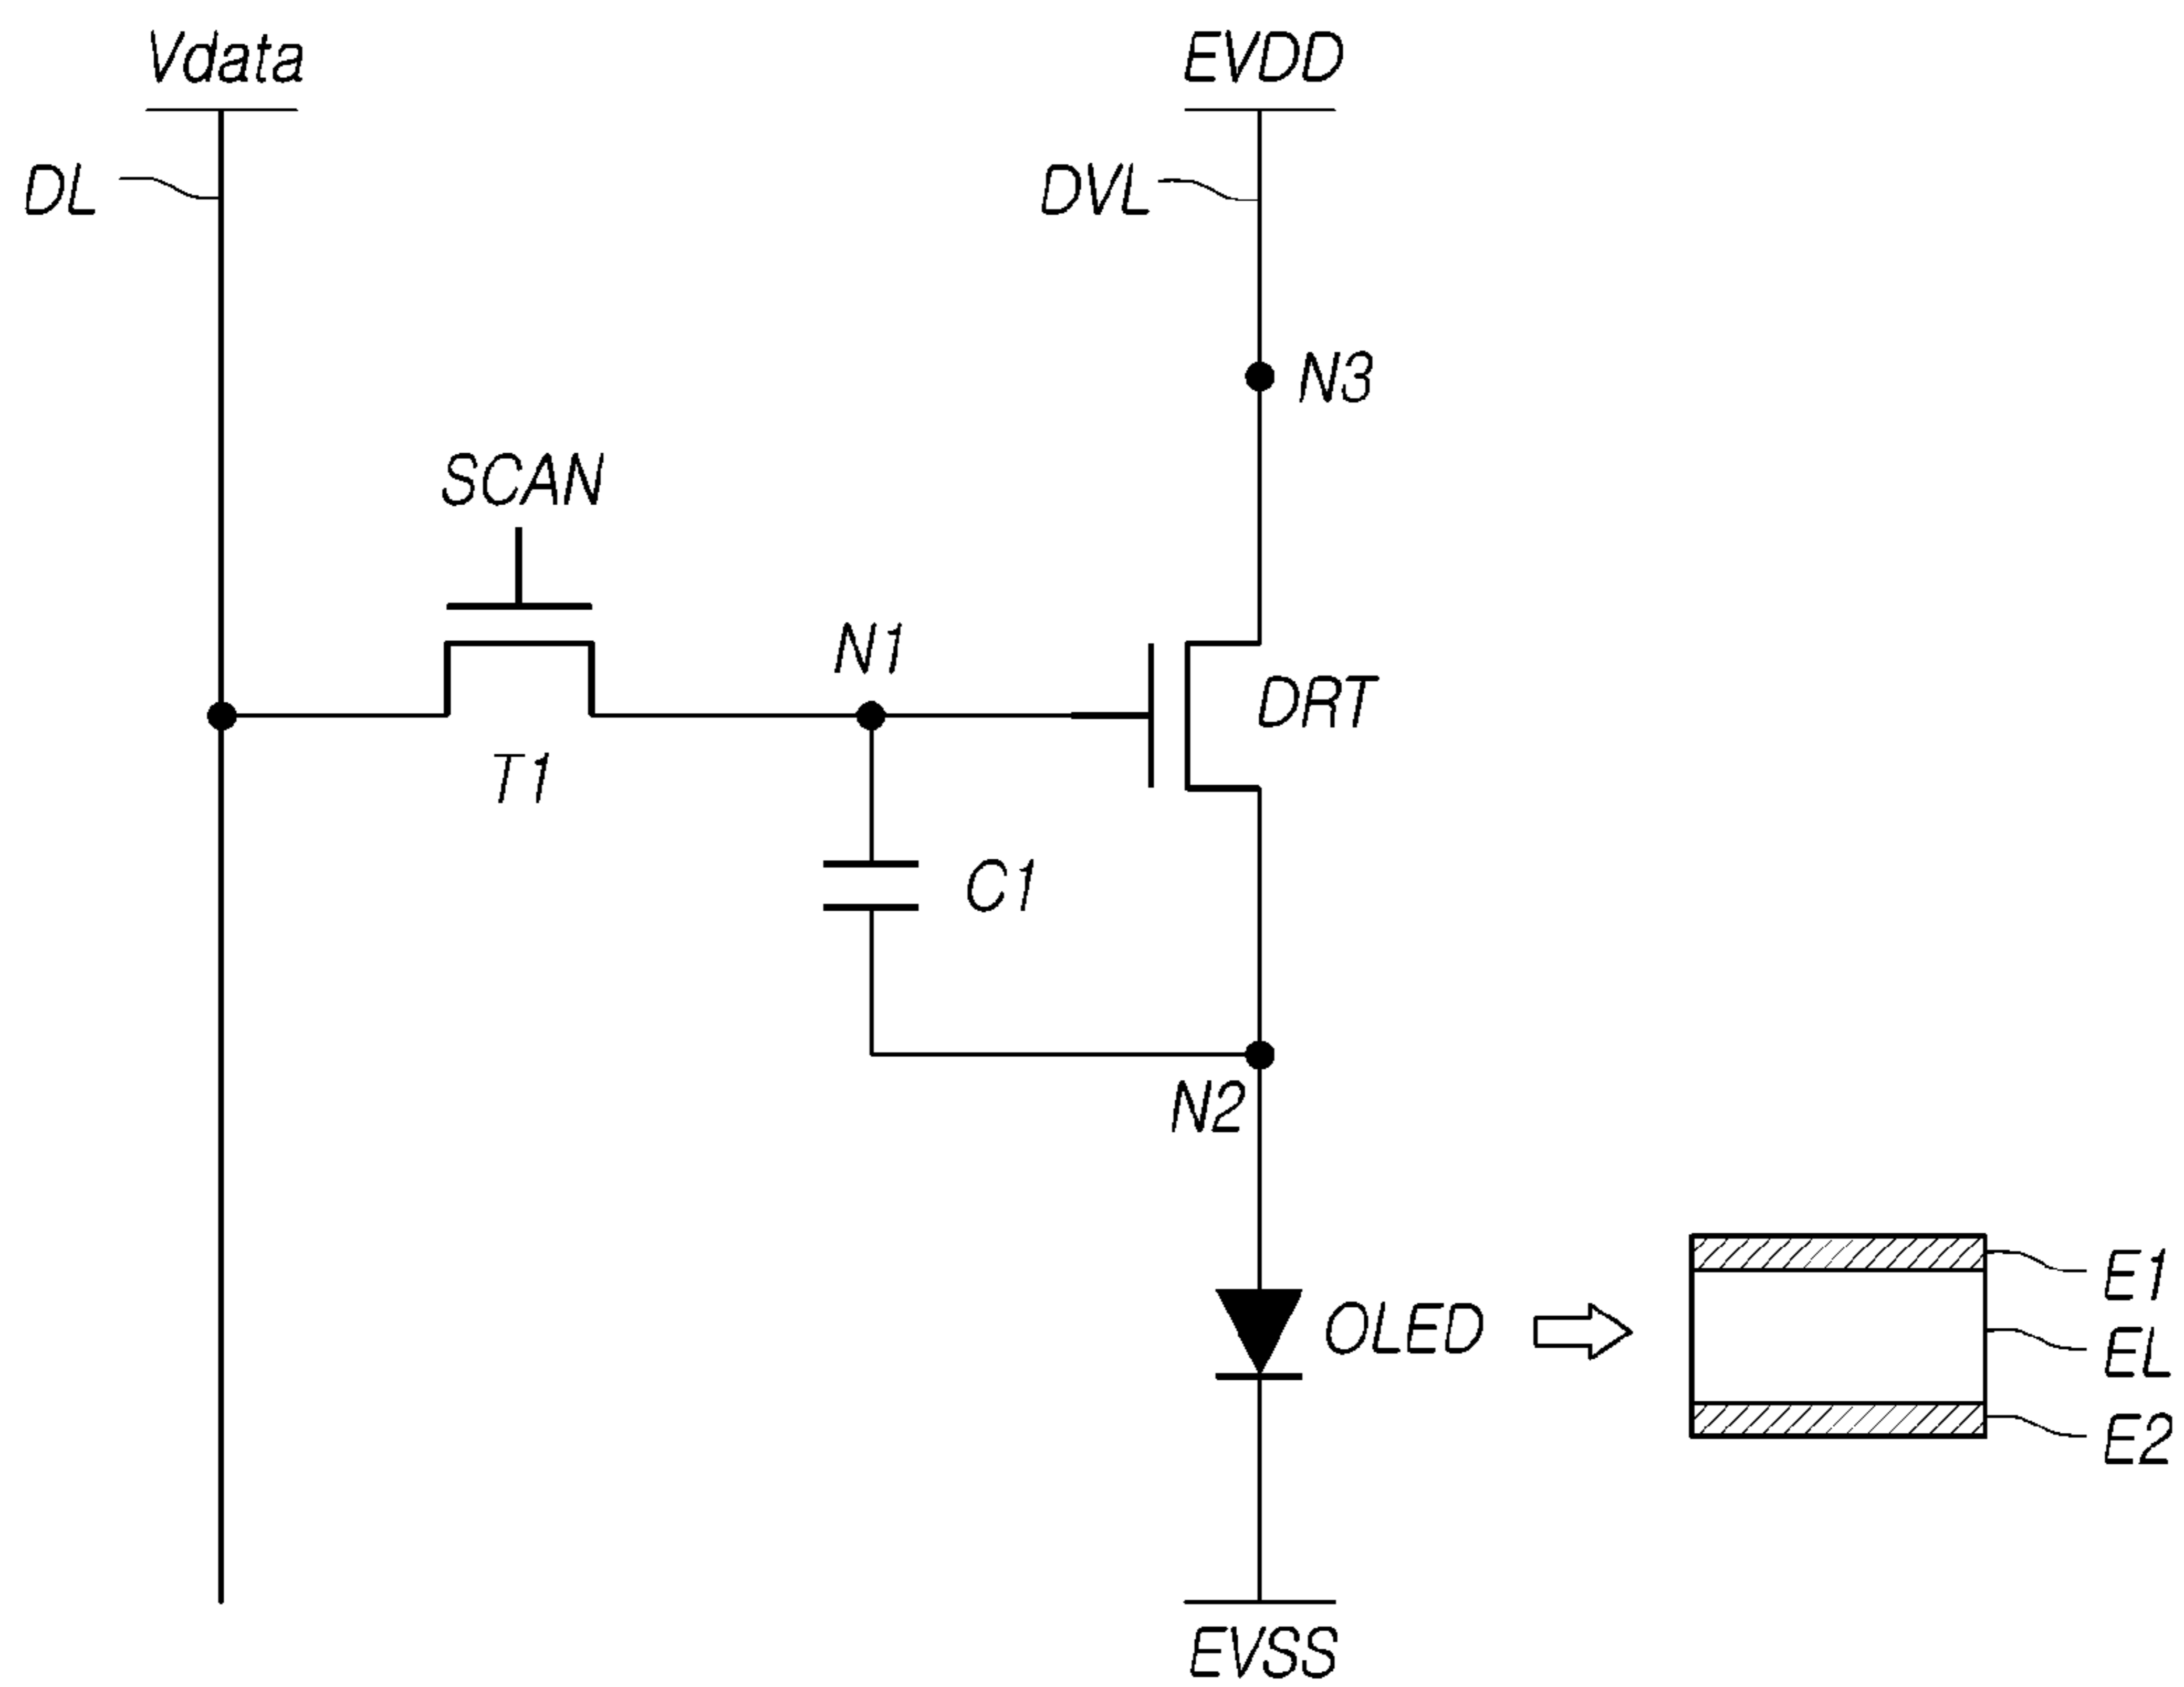 Vdata
EVDD
DL
DVL
N3
SCAN
N1
DRT
T1
C1
N2
E1
OLED
EL
E2
EVSS